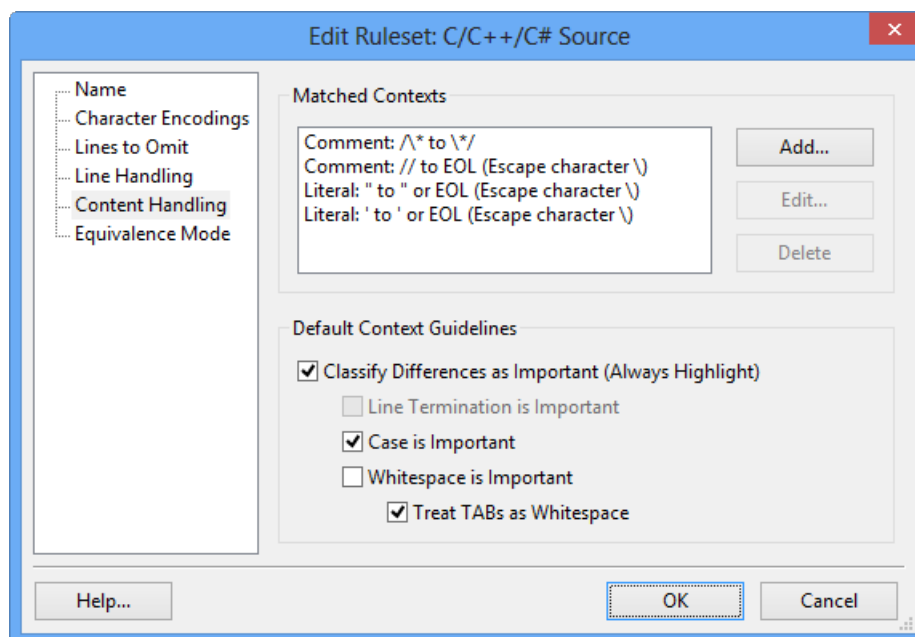 Edit Ruleset: C/C++/C# Source
Name
Character Encodings
Lines to Omit
Line Handling
Content Handling
Equivalence Mode
Matched Contexts
Comment: /\* to \*/
Comment: // to EOL (Escape character \)
Literal: " to " or EOL (Escape character \)
Literal: ' to ' or EOL (Escape character \)
Add...
Edit...
Delete
Default Context Guidelines
Classify Differences as Important (Always Highlight)
Line Termination is Important
Case is Important
Whitespace is Important
Treat TABs as Whitespace
Help...
OK
Cancel